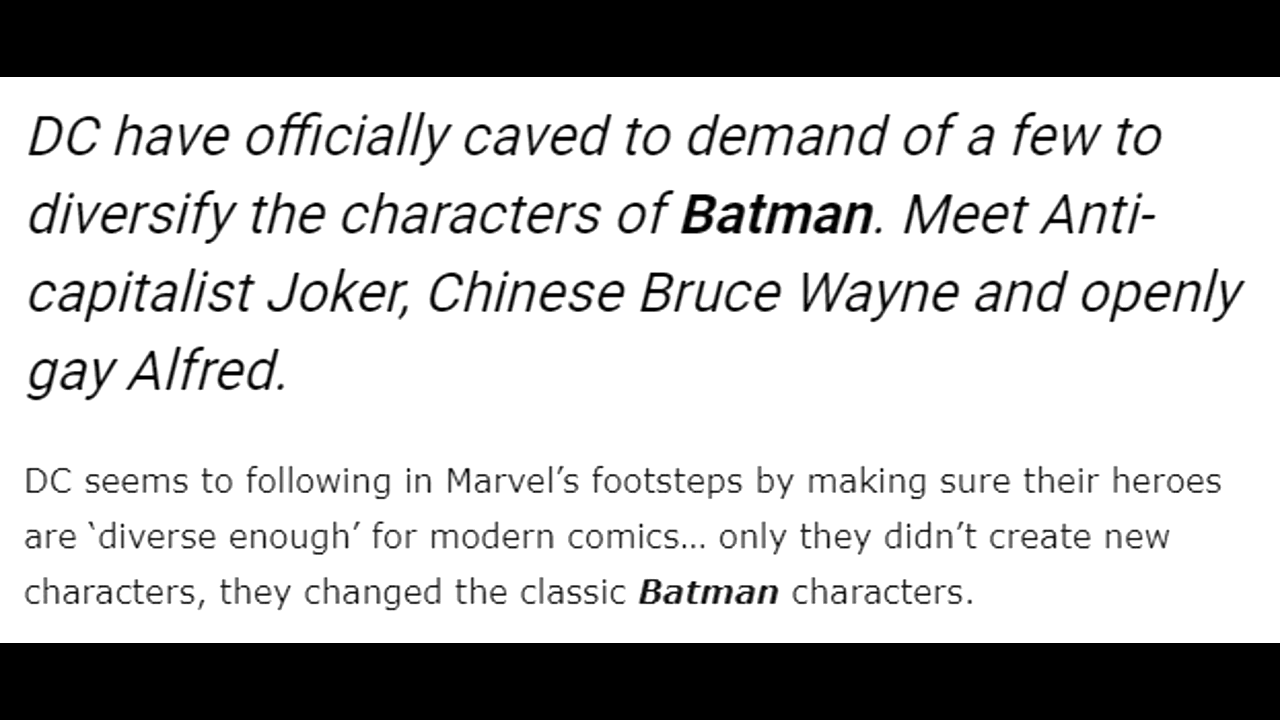 DC have officially caved to demand of a few to
diversify the characters of Batman. Meet Anti-
capitalist Joker, Chinese Bruce Wayne and openly
gay Alfred.
DC seems to following in Marvel’s footsteps by making sure their heroes
are ‘diverse enough’ for modern comics… only they didn’t create new
characters, they changed the classic Batman characters.